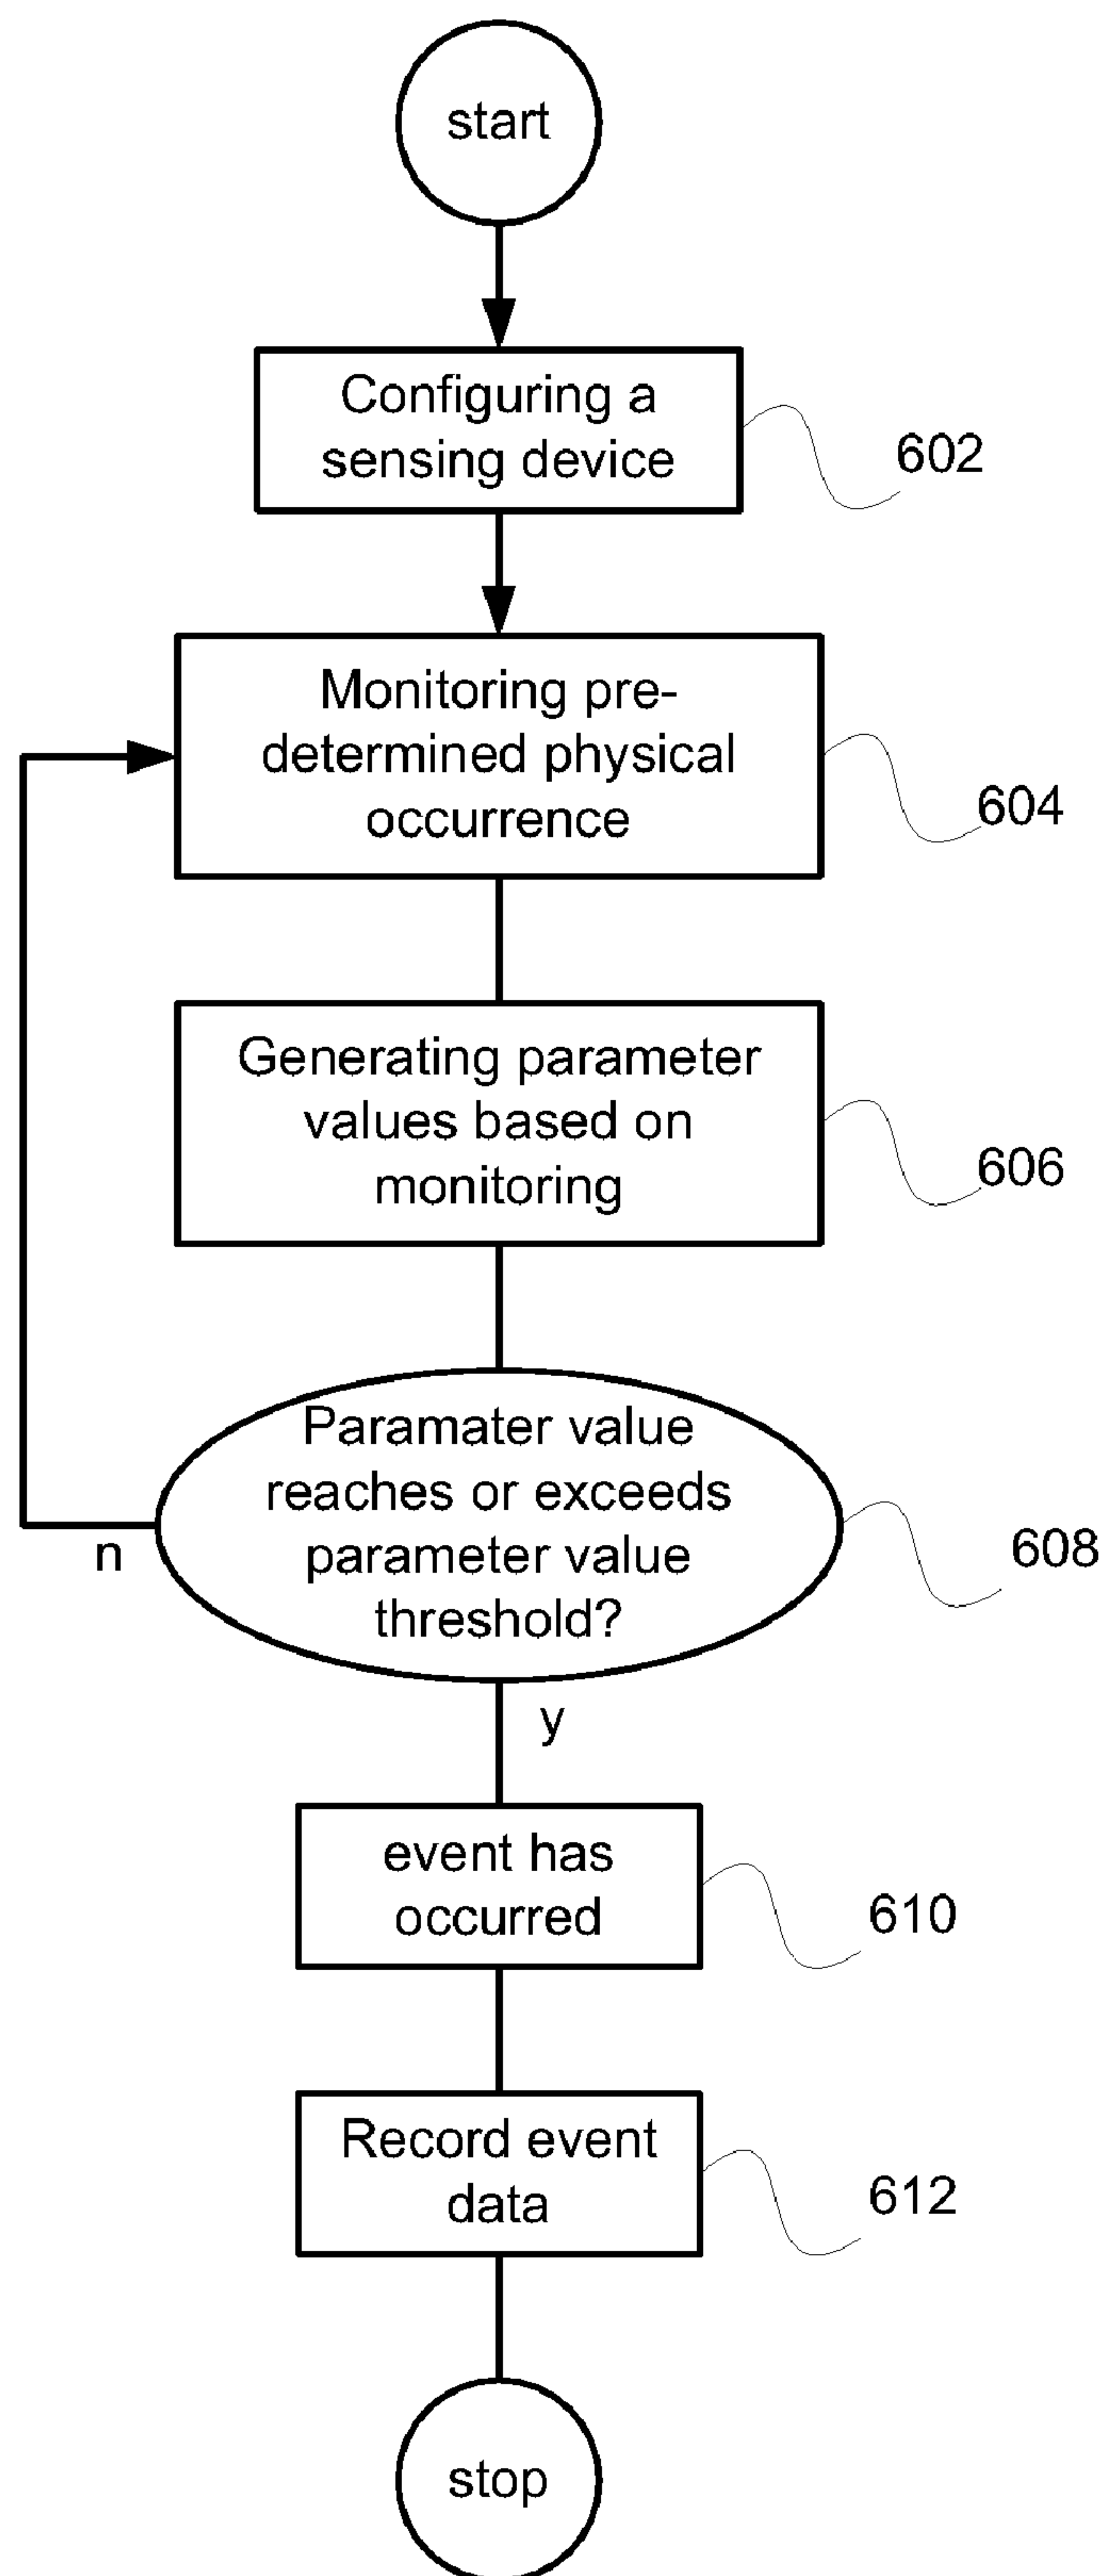 start
Configuring a
sensing device
602
Monitoring pre-
determined physical
occurrence
604
Generating parameter
values based on
monitoring
606
Paramater value
reaches or exceeds
parameter value
threshold?
608
n
y
event has
occurred
610
Record event
data
612
stop